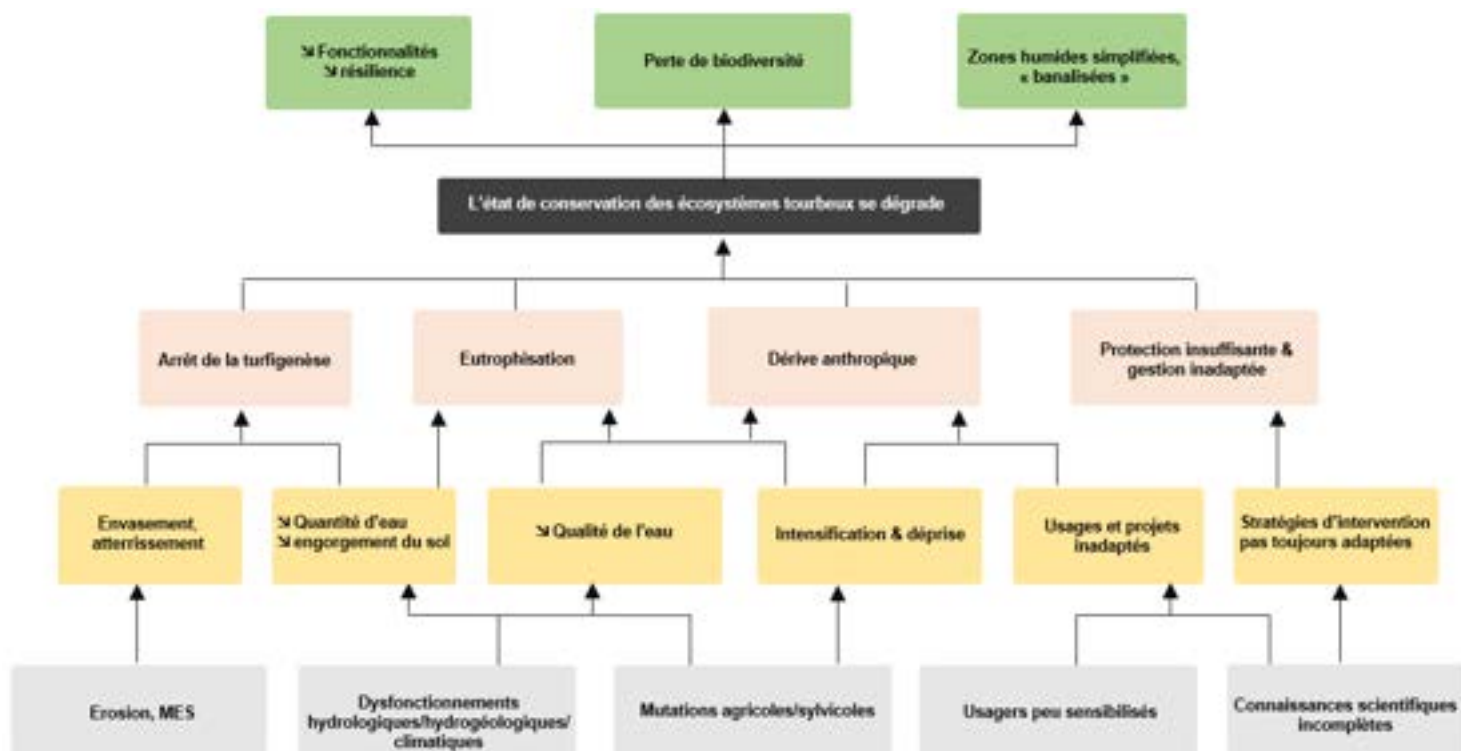 ↘ Fonctionnalités
↘ résilience
Perte de biodiversité
Zones humides simplifiées,
« banalisées »
L'état de conservation des écosystèmes tourbeux se dégrade
Arrêt de la turfigenèse
Eutrophisation
Dérive anthropique
Protection insuffisante &
gestion inadaptée
Envasement,
atterrissement
↘ Quantité d'eau
↘ engorgement du sol
↘ Qualité de l'eau
Intensification & déprise
Usages et projets
inadaptés
Stratégies d'intervention
pas toujours adaptées
Erosion, MES
Dysfonctionnements
hydrologiques/hydrogéologiques/
climatiques
Mutations agricoles/sylvicoles
Usagers peu sensibilisés
Connaissances scientifiques
incomplètes